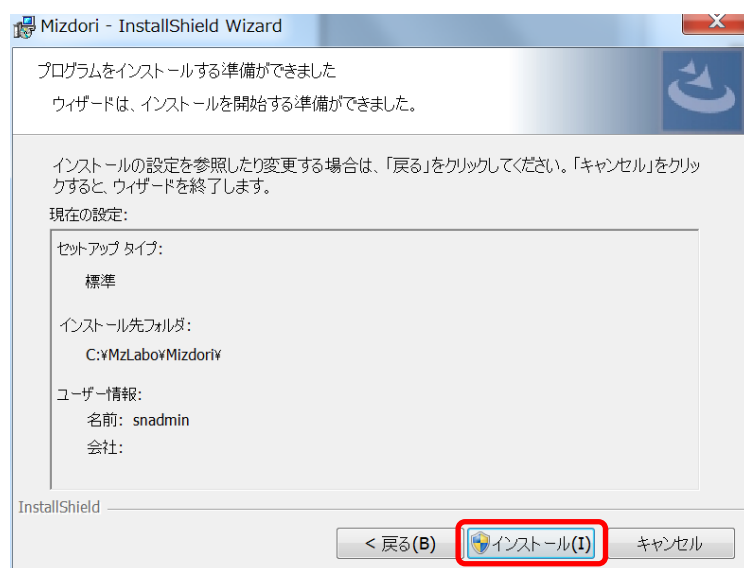 Mizdori - InstallShield Wizard
プログラムをインストールする準備ができました
ウィザードは、インストールを開始する準備ができました。
インストールの設定を参照したり変更する場合は、「戻る」をクリックしてください。「キャンセル」をクリッ
クすると、ウィザードを終了します。
現在の設定:
セットアップ タイプ:
標準
インストール先フォルダ:
C:¥MzLabo¥Mizdori¥
ユーザー情報:
名前: snadmin
会社:
InstallShield
< 戻る(B) インストール(I) キャンセル